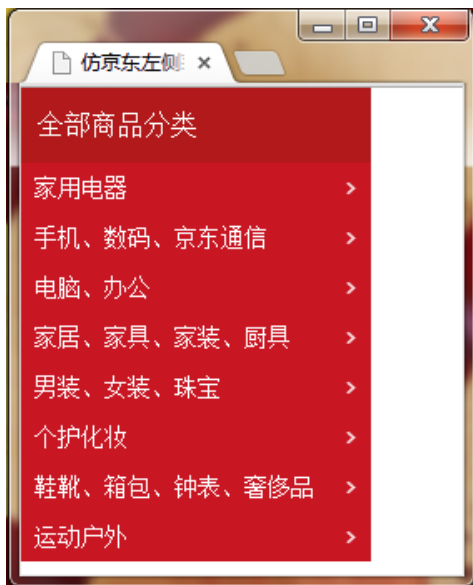 仿京东左侧
全部商品分类
家用电器
手机、数码、京东通信
电脑、办公
家居、家具、家装、厨具
男装、女装、珠宝
个护化妆
鞋靴、箱包、钟表、奢侈品
运动户外